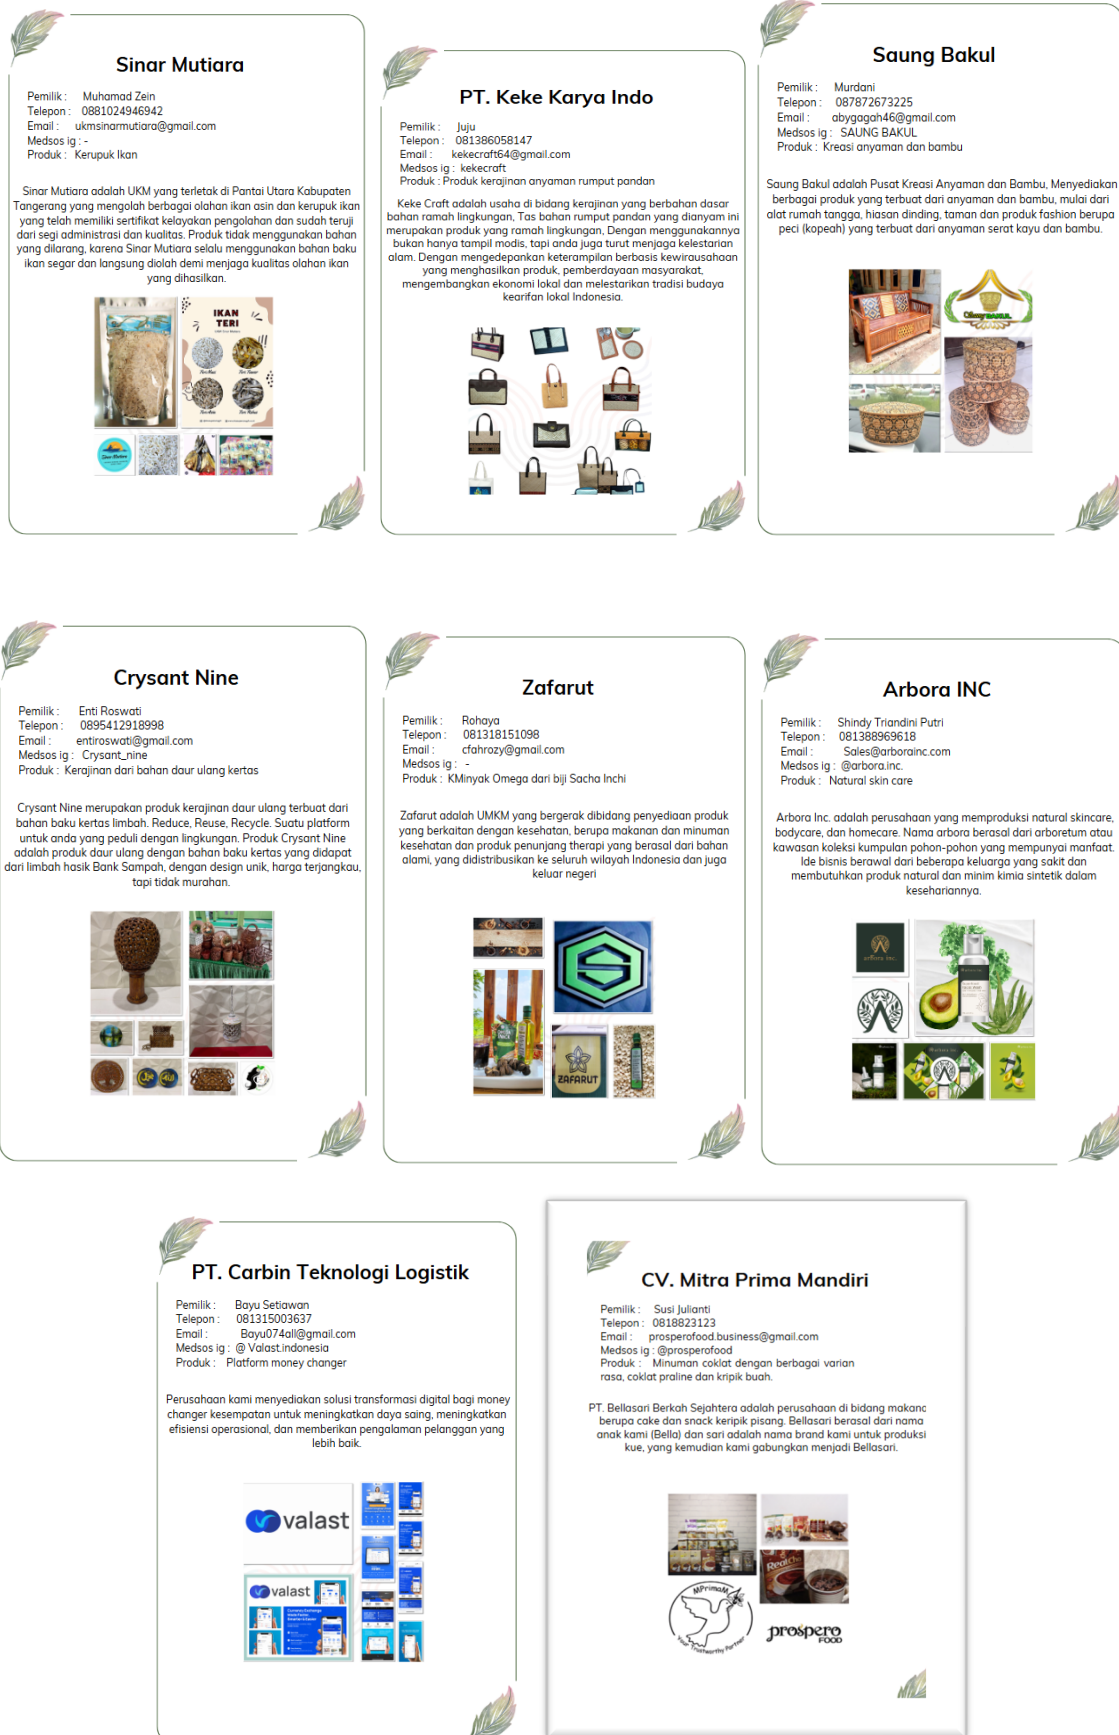 Sinar Mutiara
Pemilik : Muhamad Zein
Telepon : 0881024946942
Email : ukmsinarmutiara@gmail.com
Medsos ig : -
Produk : Kerupuk Ikan
Sinar Mutiara adalah UKM yang terletak di Pantai Utara Kabupaten
Tangerang yang mengolah berbagai olahan ikan asin dan kerupuk ikan
yang telah memiliki sertifikat kelayakan pengolahan dan sudah teruji
dari segi administrasi dan kualitas. Produk tidak menggunakan bahan
yang dilarang, karena Sinar Mutiara selalu menggunakan bahan baku
ikan segar dan langsung diolah demi menjaga kualitas olahan ikan
yang dihasilkan.
IKAN
TERI
PT. Keke Karya Indo
Pemilik : Juju
Telepon : 081386058147
Email : kekecraft64@gmail.com
Medsos ig : kekecraft
Produk : Produk kerajinan anyaman rumput pandan
Keke Craft adalah usaha di bidang kerajinan yang berbahan dasar
bahan ramah lingkungan, Tas bahan rumput pandan yang dianyam ini
merupakan produk yang ramah lingkungan, Dengan menggunakannya
bukan hanya tampil modis, tapi anda juga turut menjaga kelestarian
alam. Dengan mengedepankan keterampilan berbasis kewirausahaan
yang menghasilkan produk, pemberdayaan masyarakat,
mengembangkan ekonomi lokal dan melestarikan tradisi budaya
kearifan lokal Indonesia.
Saung Bakul
Pemilik : Murdani
Telepon : 087872673225
Email : abygagah46@gmail.com
Medsos ig : SAUNG BAKUL
Produk : Kreasi anyaman dan bambu
Saung Bakul adalah Pusat Kreasi Anyaman dan Bambu, Menyediakan
berbagai produk yang terbuat dari anyaman dan bambu, mulai dari
alat rumah tangga, hiasan dinding, taman dan produk fashion berupa
peci (kopeah) yang terbuat dari anyaman serat kayu dan bambu.
Crysant Nine
Pemilik : Enti Roswati
Telepon : 0895412918998
Email : entiroswati@gmail.com
Medsos ig : Crysant_nine
Produk : Kerajinan dari bahan daur ulang kertas
Crysant Nine merupakan produk kerajinan daur ulang terbuat dari
bahan baku kertas limbah. Reduce, Reuse, Recycle. Suatu platform
untuk anda yang peduli dengan lingkungan. Produk Crysant Nine
adalah produk daur ulang dengan bahan baku kertas yang didapat
dari limbah hasik Bank Sampah, dengan design unik, harga terjangkau,
tapi tidak murahan.
Zafarut
Pemilik : Rohaya
Telepon : 081318151098
Email : cfahrozy@gmail.com
Medsos ig : -
Produk : KMinyak Omega dari biji Sacha Inchi
Zafarut adalah UMKM yang bergerak dibidang penyediaan produk
yang berkaitan dengan kesehatan, berupa makanan dan minuman
kesehatan dan produk penunjang therapi yang berasal dari bahan
alami, yang didistribusikan ke seluruh wilayah Indonesia dan juga
keluar negeri
ZAFARUT
Arbora INC
Pemilik : Shindy Triandini Putri
Telepon : 081388969618
Email : Sales@arborainc.com
Medsos ig : @arbora.inc.
Produk : Natural skin care
Arbora Inc. adalah perusahaan yang memproduksi natural skincare,
bodycare, dan homecare. Nama arbora berasal dari arboretum atau
kawasan koleksi kumpulan pohon-pohon yang mempunyai manfaat.
Ide bisnis berawal dari beberapa keluarga yang sakit dan
membutuhkan produk natural dan minim kimia sintetik dalam
kesehariannya.
arbora inc.
PT. Carbin Teknologi Logistik
Pemilik : Bayu Setiawan
Telepon : 081315003637
Email : Bayu074all@gmail.com
Medsos ig : @ Valast.indonesia
Produk : Platform money changer
Perusahaan kami menyediakan solusi transformasi digital bagi money
changer kesempatan untuk meningkatkan daya saing, meningkatkan
efisiensi operasional, dan memberikan pengalaman pelanggan yang
lebih baik.
valast
valast
CV. Mitra Prima Mandiri
Pemilik : Susi Julianti
Telepon : 0818823123
Email : prosperofood.business@gmail.com
Medsos ig : @prosperofood
Produk : Minuman coklat dengan berbagai varian
rasa, coklat praline dan kripik buah.
PT. Bellasari Berkah Sejahtera adalah perusahaan di bidang makanc
berupa cake dan snack keripik pisang. Bellasari berasal dari nama
anak kami (Bella) dan sari adalah nama brand kami untuk produksi
kue, yang kemudian kami gabungkan menjadi Bellasari.
MPrimaM
Your Trustworthy Partner
prospero
FOOD